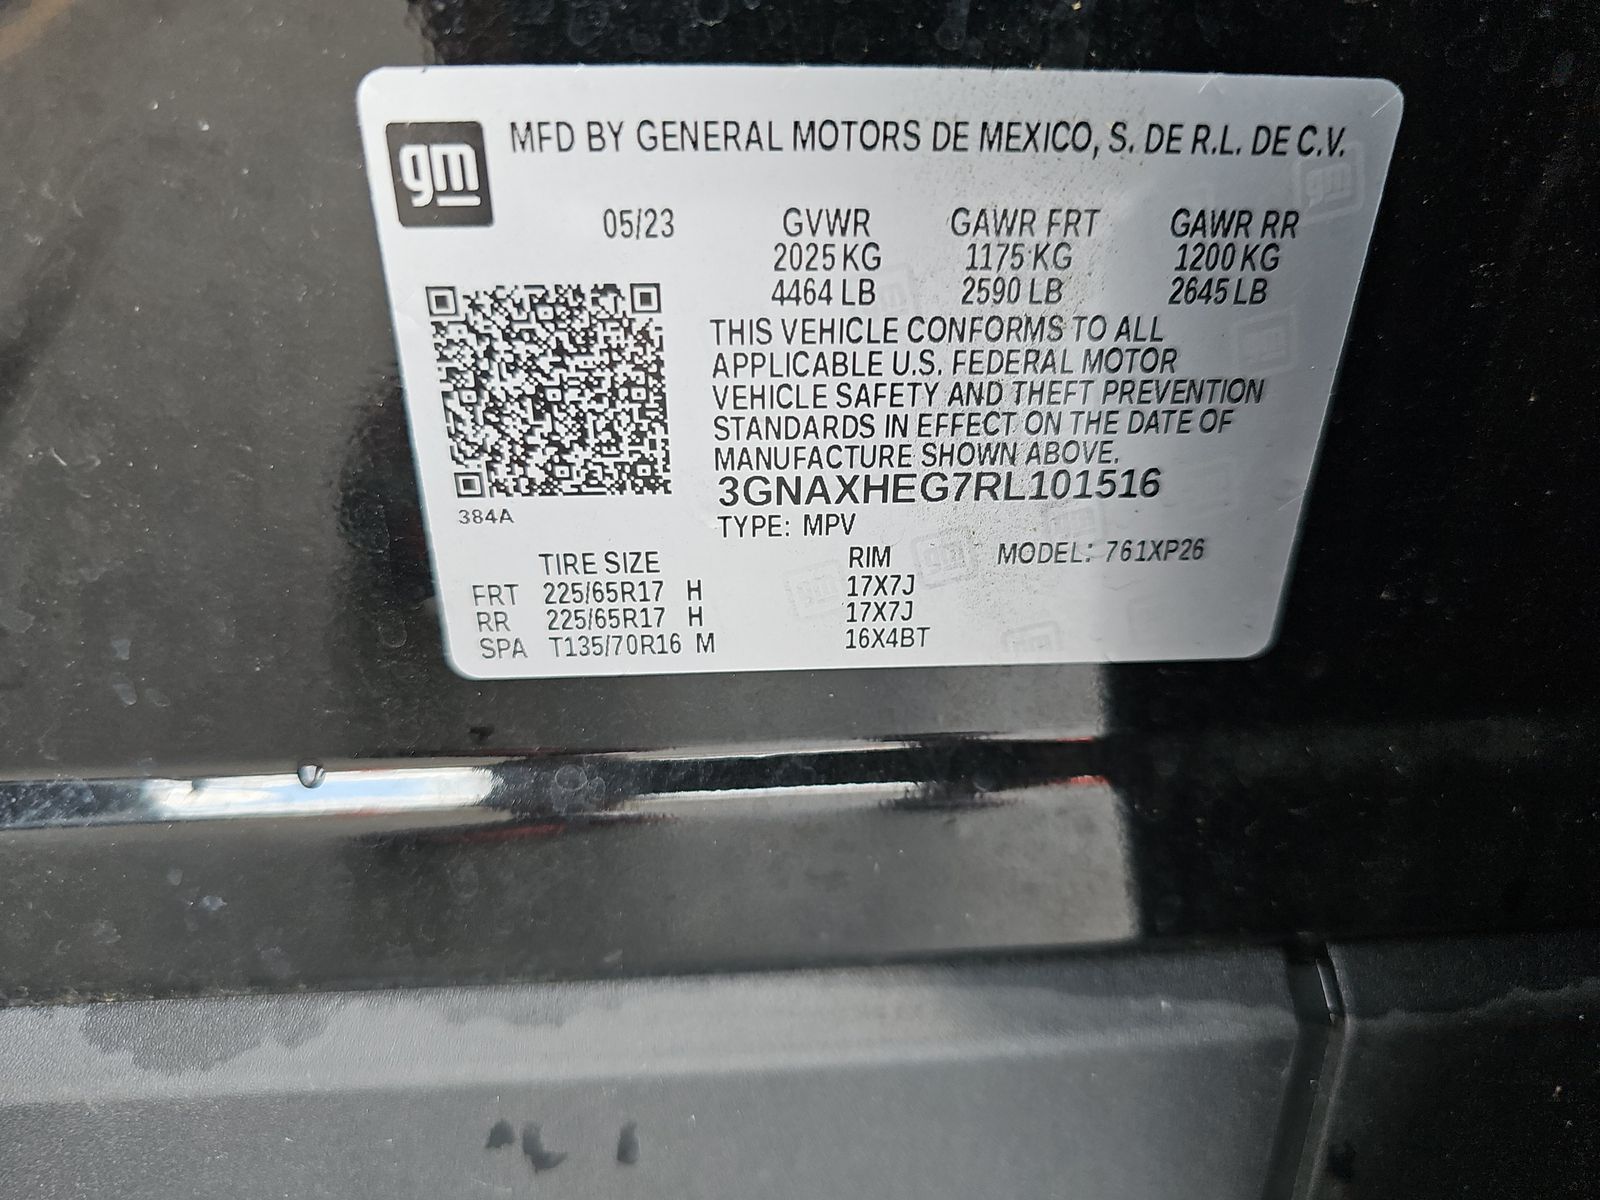 gm
MFD BY GENERAL MOTORS DE MEXICO, S. DE R.L. DE C.V.
05/23 GVWR GAWR FRT GAWR RR
2025 KG 1175 KG 1200 KG
4464 LB 2590 LB 2645 LB
THIS VEHICLE CONFORMS TO ALL
APPLICABLE U.S. FEDERAL MOTOR
VEHICLE SAFETY AND THEFT PREVENTION
STANDARDS IN EFFECT ON THE DATE OF
MANUFACTURE SHOWN ABOVE.
3GNAXHEG7RL101516
384A
TYPE: MPV
TIRE SIZE RIM MODEL: 761XP26
FRT 225/65R17 H 17X7J
RR 225/65R17 H 17X7J
SPA T135/70R16 M 16X4BT